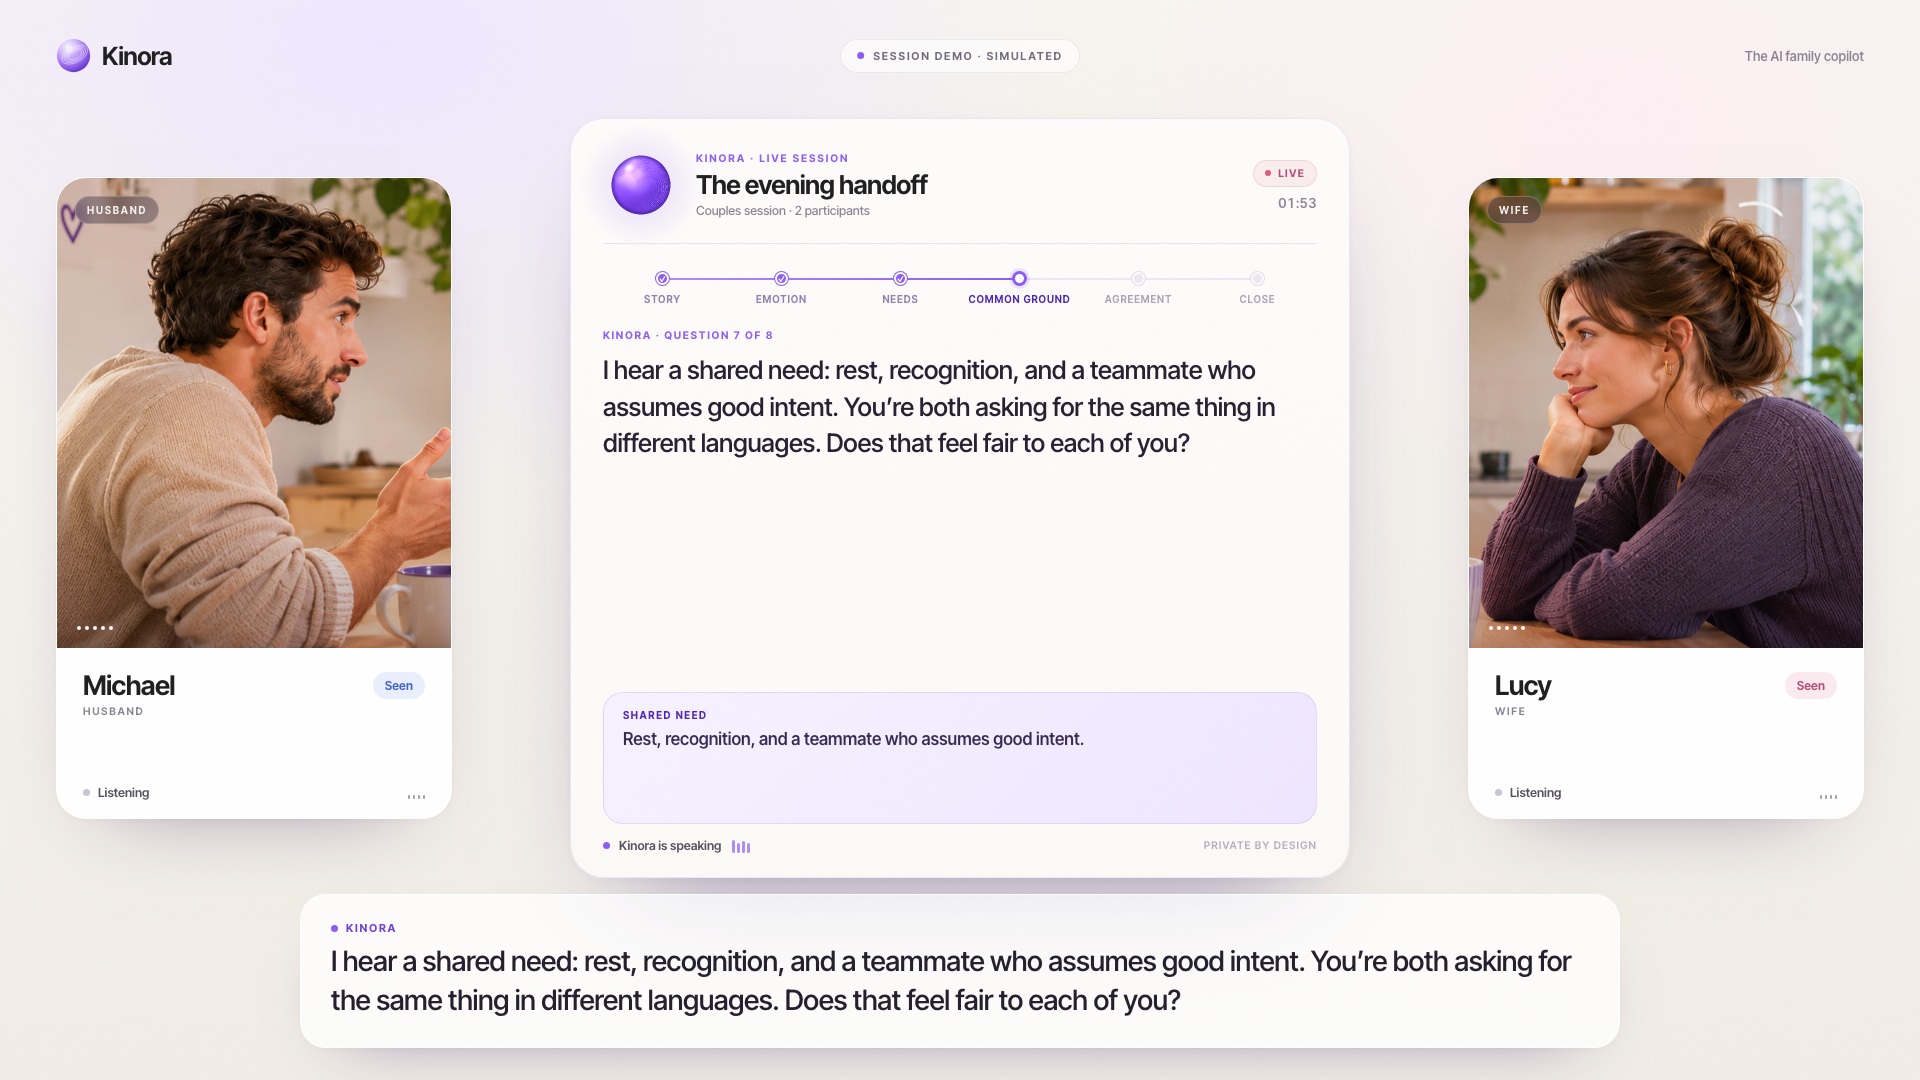 Kinora
SESSION DEMO · SIMULATED
The AI family copilot
HUSBAND
KINORA · LIVE SESSION
The evening handoff
Couples session · 2 participants
LIVE
01:53
STORY
EMOTION
NEEDS
COMMON GROUND
AGREEMENT
CLOSE
KINORA · QUESTION 7 OF 8
I hear a shared need: rest, recognition, and a teammate who
assumes good intent. You’re both asking for the same thing in
different languages. Does that feel fair to each of you?
SHARED NEED
Rest, recognition, and a teammate who assumes good intent.
Kinora is speaking
PRIVATE BY DESIGN
Michael
Seen
HUSBAND
Listening
WIFE
Lucy
Seen
WIFE
Listening
KINORA
I hear a shared need: rest, recognition, and a teammate who assumes good intent. You’re both asking for
the same thing in different languages. Does that feel fair to each of you?